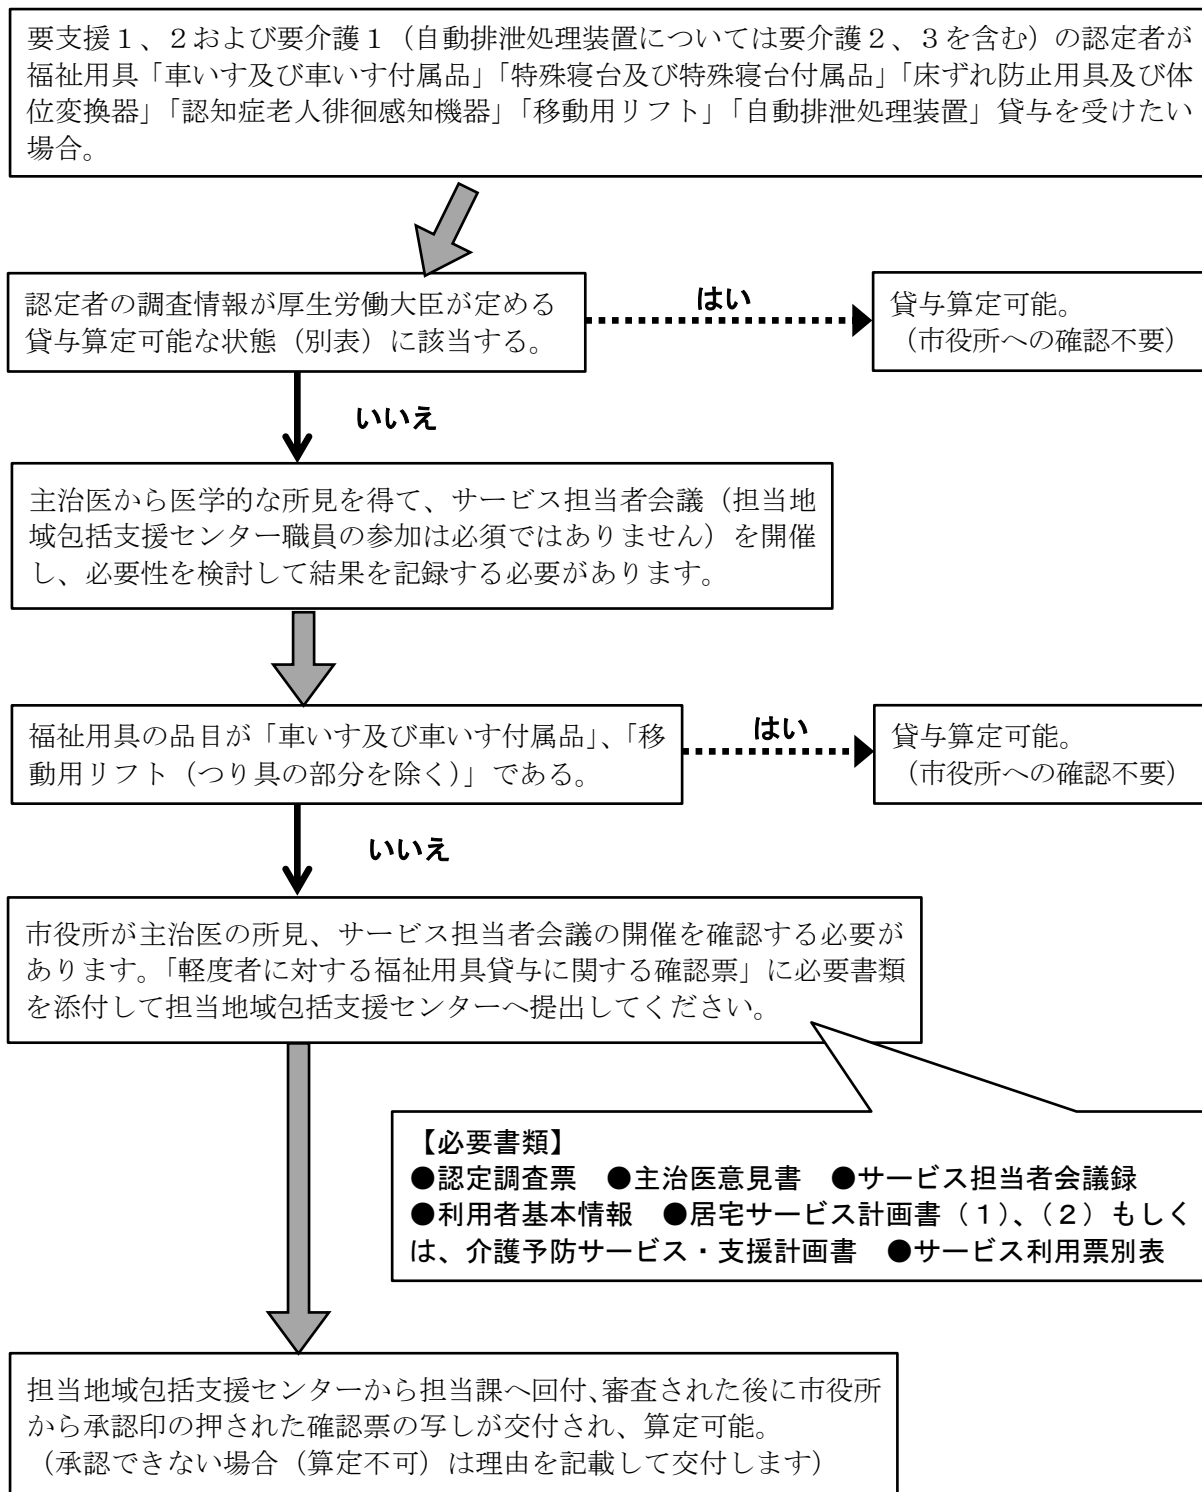 要支援１、２および要介護１（自動排泄処理装置については要介護２、３を含む）の認定者が
福祉用具「車いす及び車いす付属品」「特殊寝台及び特殊寝台付属品」「床ずれ防止用具及び体
位変換器」「認知症老人徘徊感知機器」「移動用リフト」「自動排泄処理装置」貸与を受けたい
場合。
認定者の調査情報が厚生労働大臣が定める
貸与算定可能な状態（別表）に該当する。
はい
貸与算定可能。
（市役所への確認不要）
いいえ
主治医から医学的な所見を得て、サービス担当者会議（担当地
域包括支援センター職員の参加は必須ではありません）を開催
し、必要性を検討して結果を記録する必要があります。
福祉用具の品目が「車いす及び車いす付属品」、「移
動用リフト（つり具の部分を除く）」である。
はい
貸与算定可能。
（市役所への確認不要）
いいえ
市役所が主治医の所見、サービス担当者会議の開催を確認する必要が
あります。「軽度者に対する福祉用具貸与に関する確認票」に必要書類
を添付して担当地域包括支援センターへ提出してください。
【必要書類】
●認定調査票　●主治医意見書　●サービス担当者会議録
●利用者基本情報　●居宅サービス計画書（１）、（２）もしく
は、介護予防サービス・支援計画書　●サービス利用票別表
担当地域包括支援センターから担当課へ回付、審査された後に市役所
から承認印の押された確認票の写しが交付され、算定可能。
（承認できない場合（算定不可）は理由を記載して交付します）